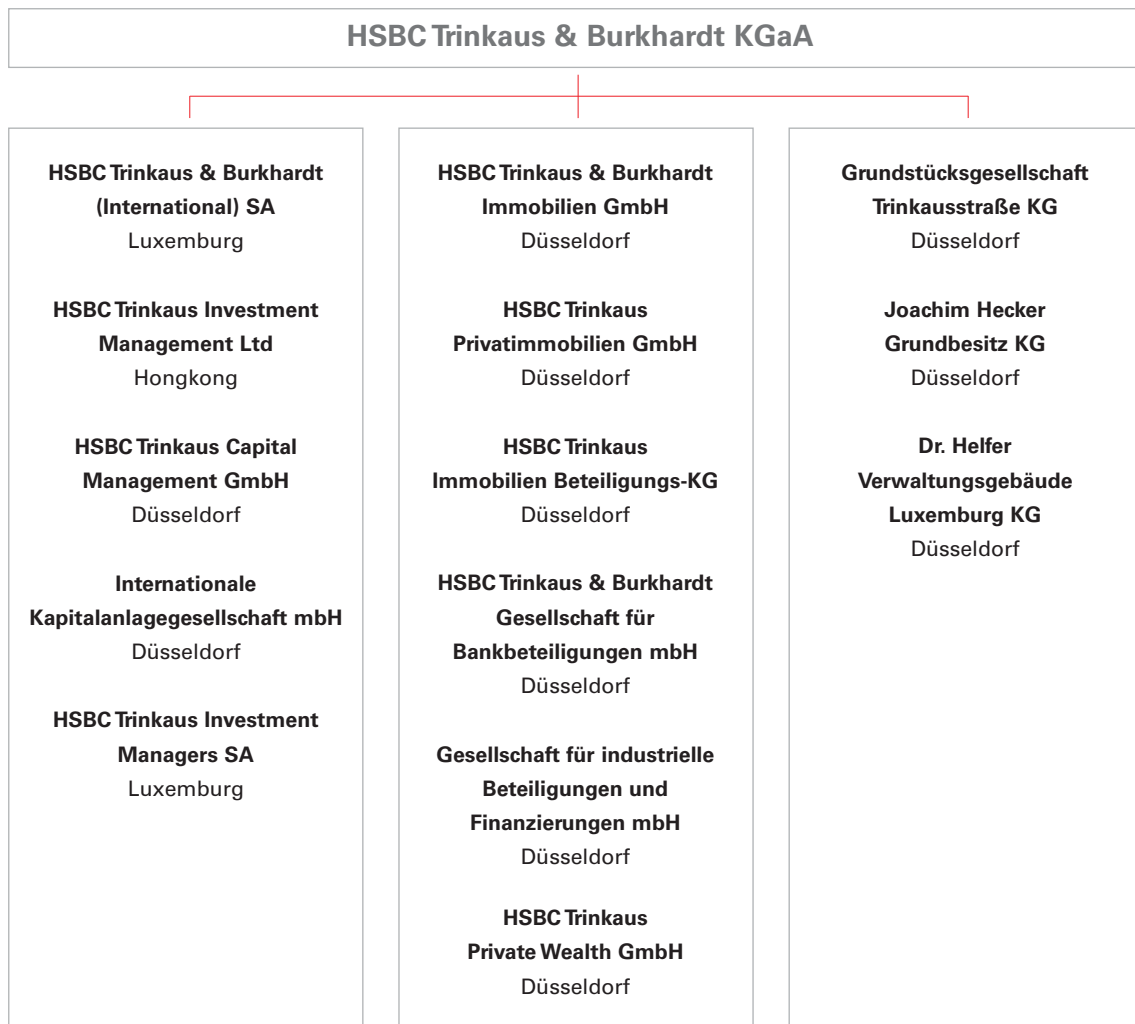 HSBC Trinkaus & Burkhardt KGaA
HSBC Trinkaus & Burkhardt
(International) SA
Luxemburg
HSBC Trinkaus Investment
Management Ltd
Hongkong
HSBC Trinkaus Capital
Management GmbH
Düsseldorf
Internationale
Kapitalanlagegesellschaft mbH
Düsseldorf
HSBC Trinkaus Investment
Managers SA
Luxemburg
HSBC Trinkaus & Burkhardt
Immobilien GmbH
Düsseldorf
HSBC Trinkaus
Privatimmobilien GmbH
Düsseldorf
HSBC Trinkaus
Immobilien Beteiligungs-KG
Düsseldorf
HSBC Trinkaus & Burkhardt
Gesellschaft für
Bankbeteiligungen mbH
Düsseldorf
Gesellschaft für industrielle
Beteiligungen und
Finanzierungen mbH
Düsseldorf
HSBC Trinkaus
Private Wealth GmbH
Düsseldorf
Grundstücksgesellschaft
Trinkausstraße KG
Düsseldorf
Joachim Hecker
Grundbesitz KG
Düsseldorf
Dr. Helfer
Verwaltungsgebäude
Luxemburg KG
Düsseldorf